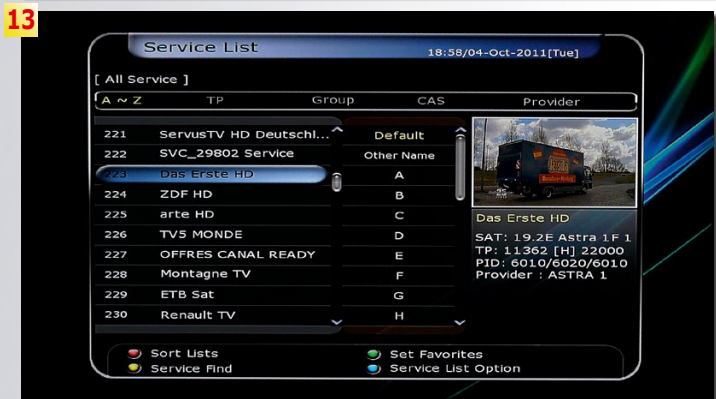 13
Service List
18:58/04-Oct-2011[Tue]
[ All Service ]
A ~ Z TP Group CAS Provider
221 ServusTV HD Deutschl... Default
222 SVC_29802 Service Other Name
223 Das Erste HD A
224 ZDF HD B
225 arte HD C
226 TV5 MONDE D
227 OFFRES CANAL READY E
228 Montagne TV F
229 ETB Sat G
230 Renault TV H
Das Erste HD
SAT: 19.2E Astra 1F 1
TP: 11362 [H] 22000
PID: 6010/6020/6010
Provider : ASTRA 1
Sort Lists Set Favorites
Service Find Service List Option